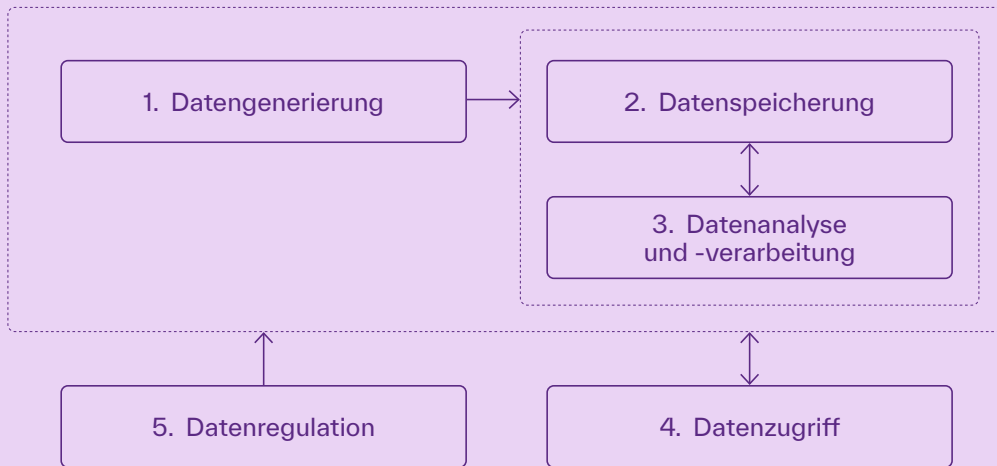 1. Datengenerierung
2. Datenspeicherung
3. Datenanalyse
und -verarbeitung
5. Datenregulation
4. Datenzugriff